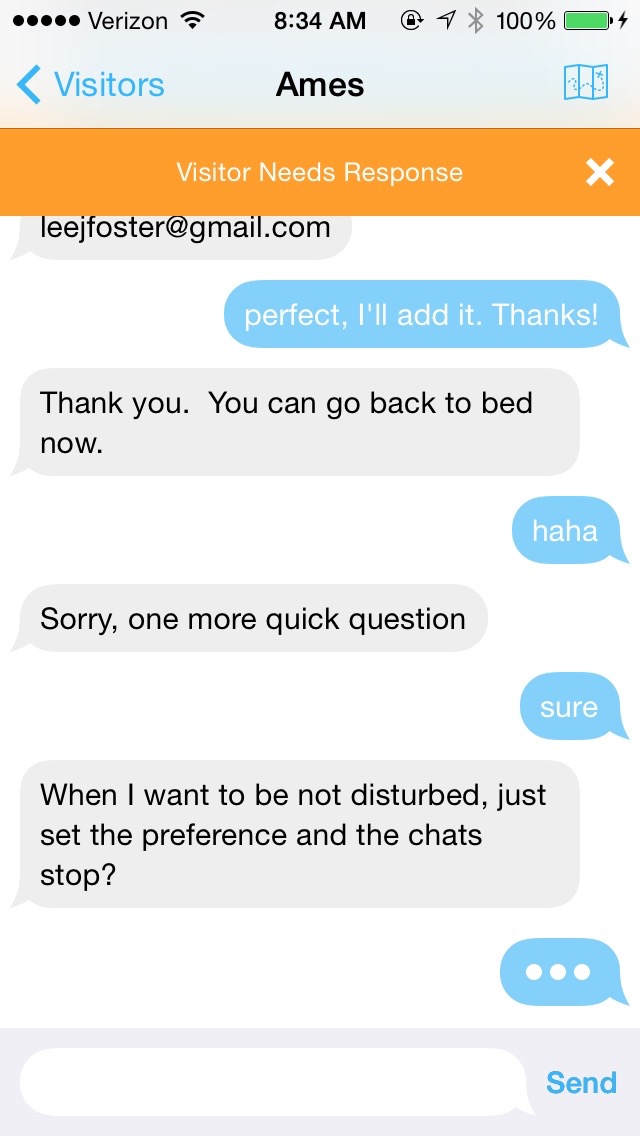 Verizon 8:34 AM 100%
Visitors Ames
Visitor Needs Response
leejfoster@gmail.com
perfect, I'll add it. Thanks!
Thank you.  You can go back to bed
now.
haha
Sorry, one more quick question
sure
When I want to be not disturbed, just
set the preference and the chats
stop?
Send